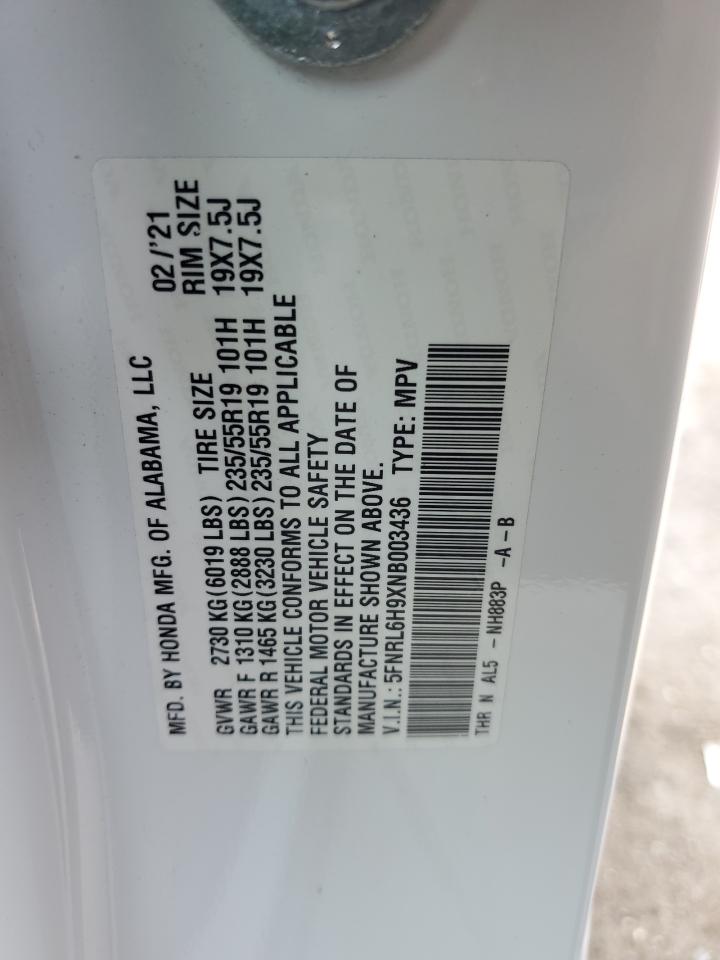 MFD. BY HONDA MFG. OF ALABAMA, LLC 02/'21
GVWR 2730 KG(6019 LBS) TIRE SIZE RIM SIZE
GAWR F 1310 KG(2888 LBS)235/55R19 101H 19X7.5J
GAWR R 1465 KG(3230 LBS)235/55R19 101H 19X7.5J
THIS VEHICLE CONFORMS TO ALL APPLICABLE
FEDERAL MOTOR VEHICLE SAFETY
STANDARDS IN EFFECT ON THE DATE OF
MANUFACTURE SHOWN ABOVE.
V.I.N.:5FNRL6H9XNB003436 TYPE: MPV
THR N AL5 -NH883P -A-B